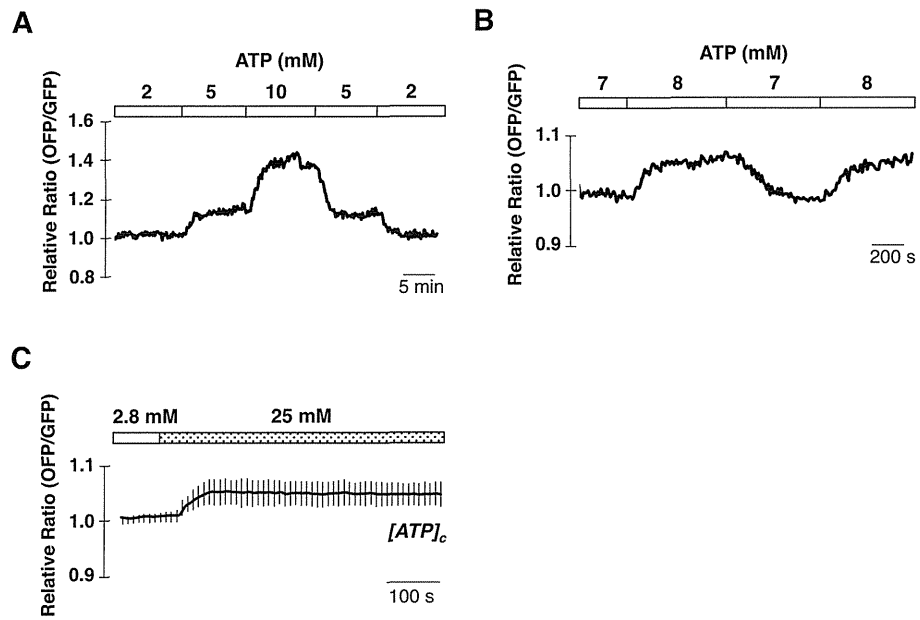 A
ATP (mM)
2 5 10 5 2
Relative Ratio (OFP/GFP)
1.6
1.4
1.2
1.0
0.8
5 min
B
ATP (mM)
7 8 7 8
Relative Ratio (OFP/GFP)
1.1
1.0
0.9
200 s
C
2.8 mM 25 mM
Relative Ratio (OFP/GFP)
1.1
1.0
0.9
[ATP]c
100 s